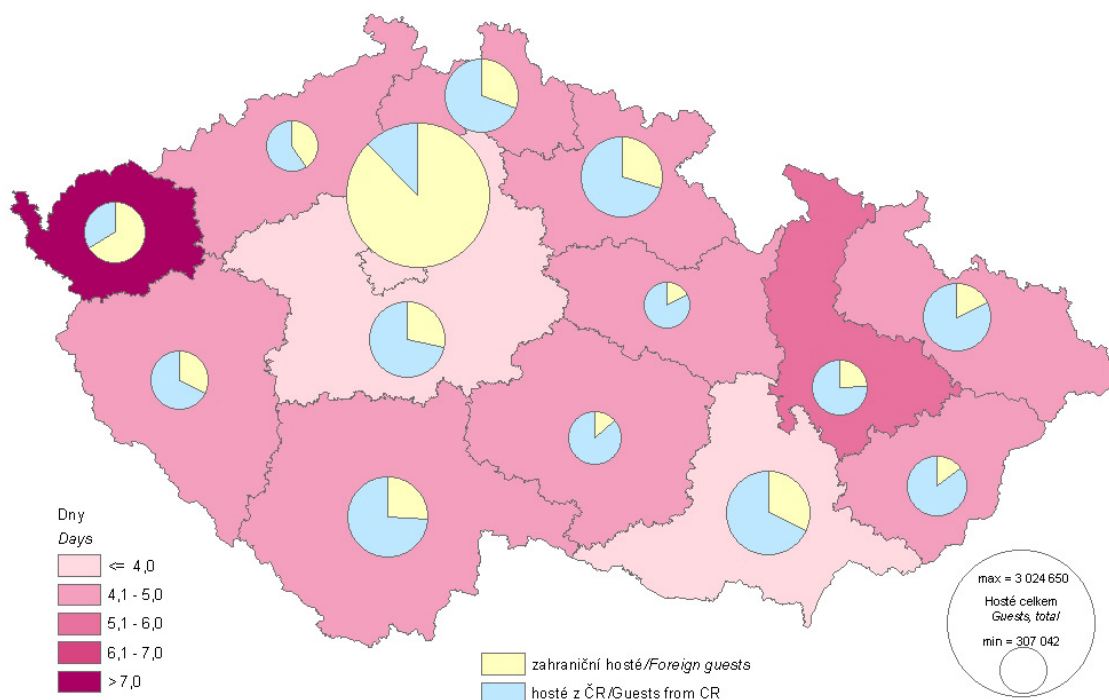 Dny
Days
<= 4,0
4,1 - 5,0
5,1 - 6,0
6,1 - 7,0
> 7,0
zahraniční hosté/Foreign guests
hosté z ČR/Guests from CR
max = 3 024 650
Hosté celkem
Guests, total
min = 307 042